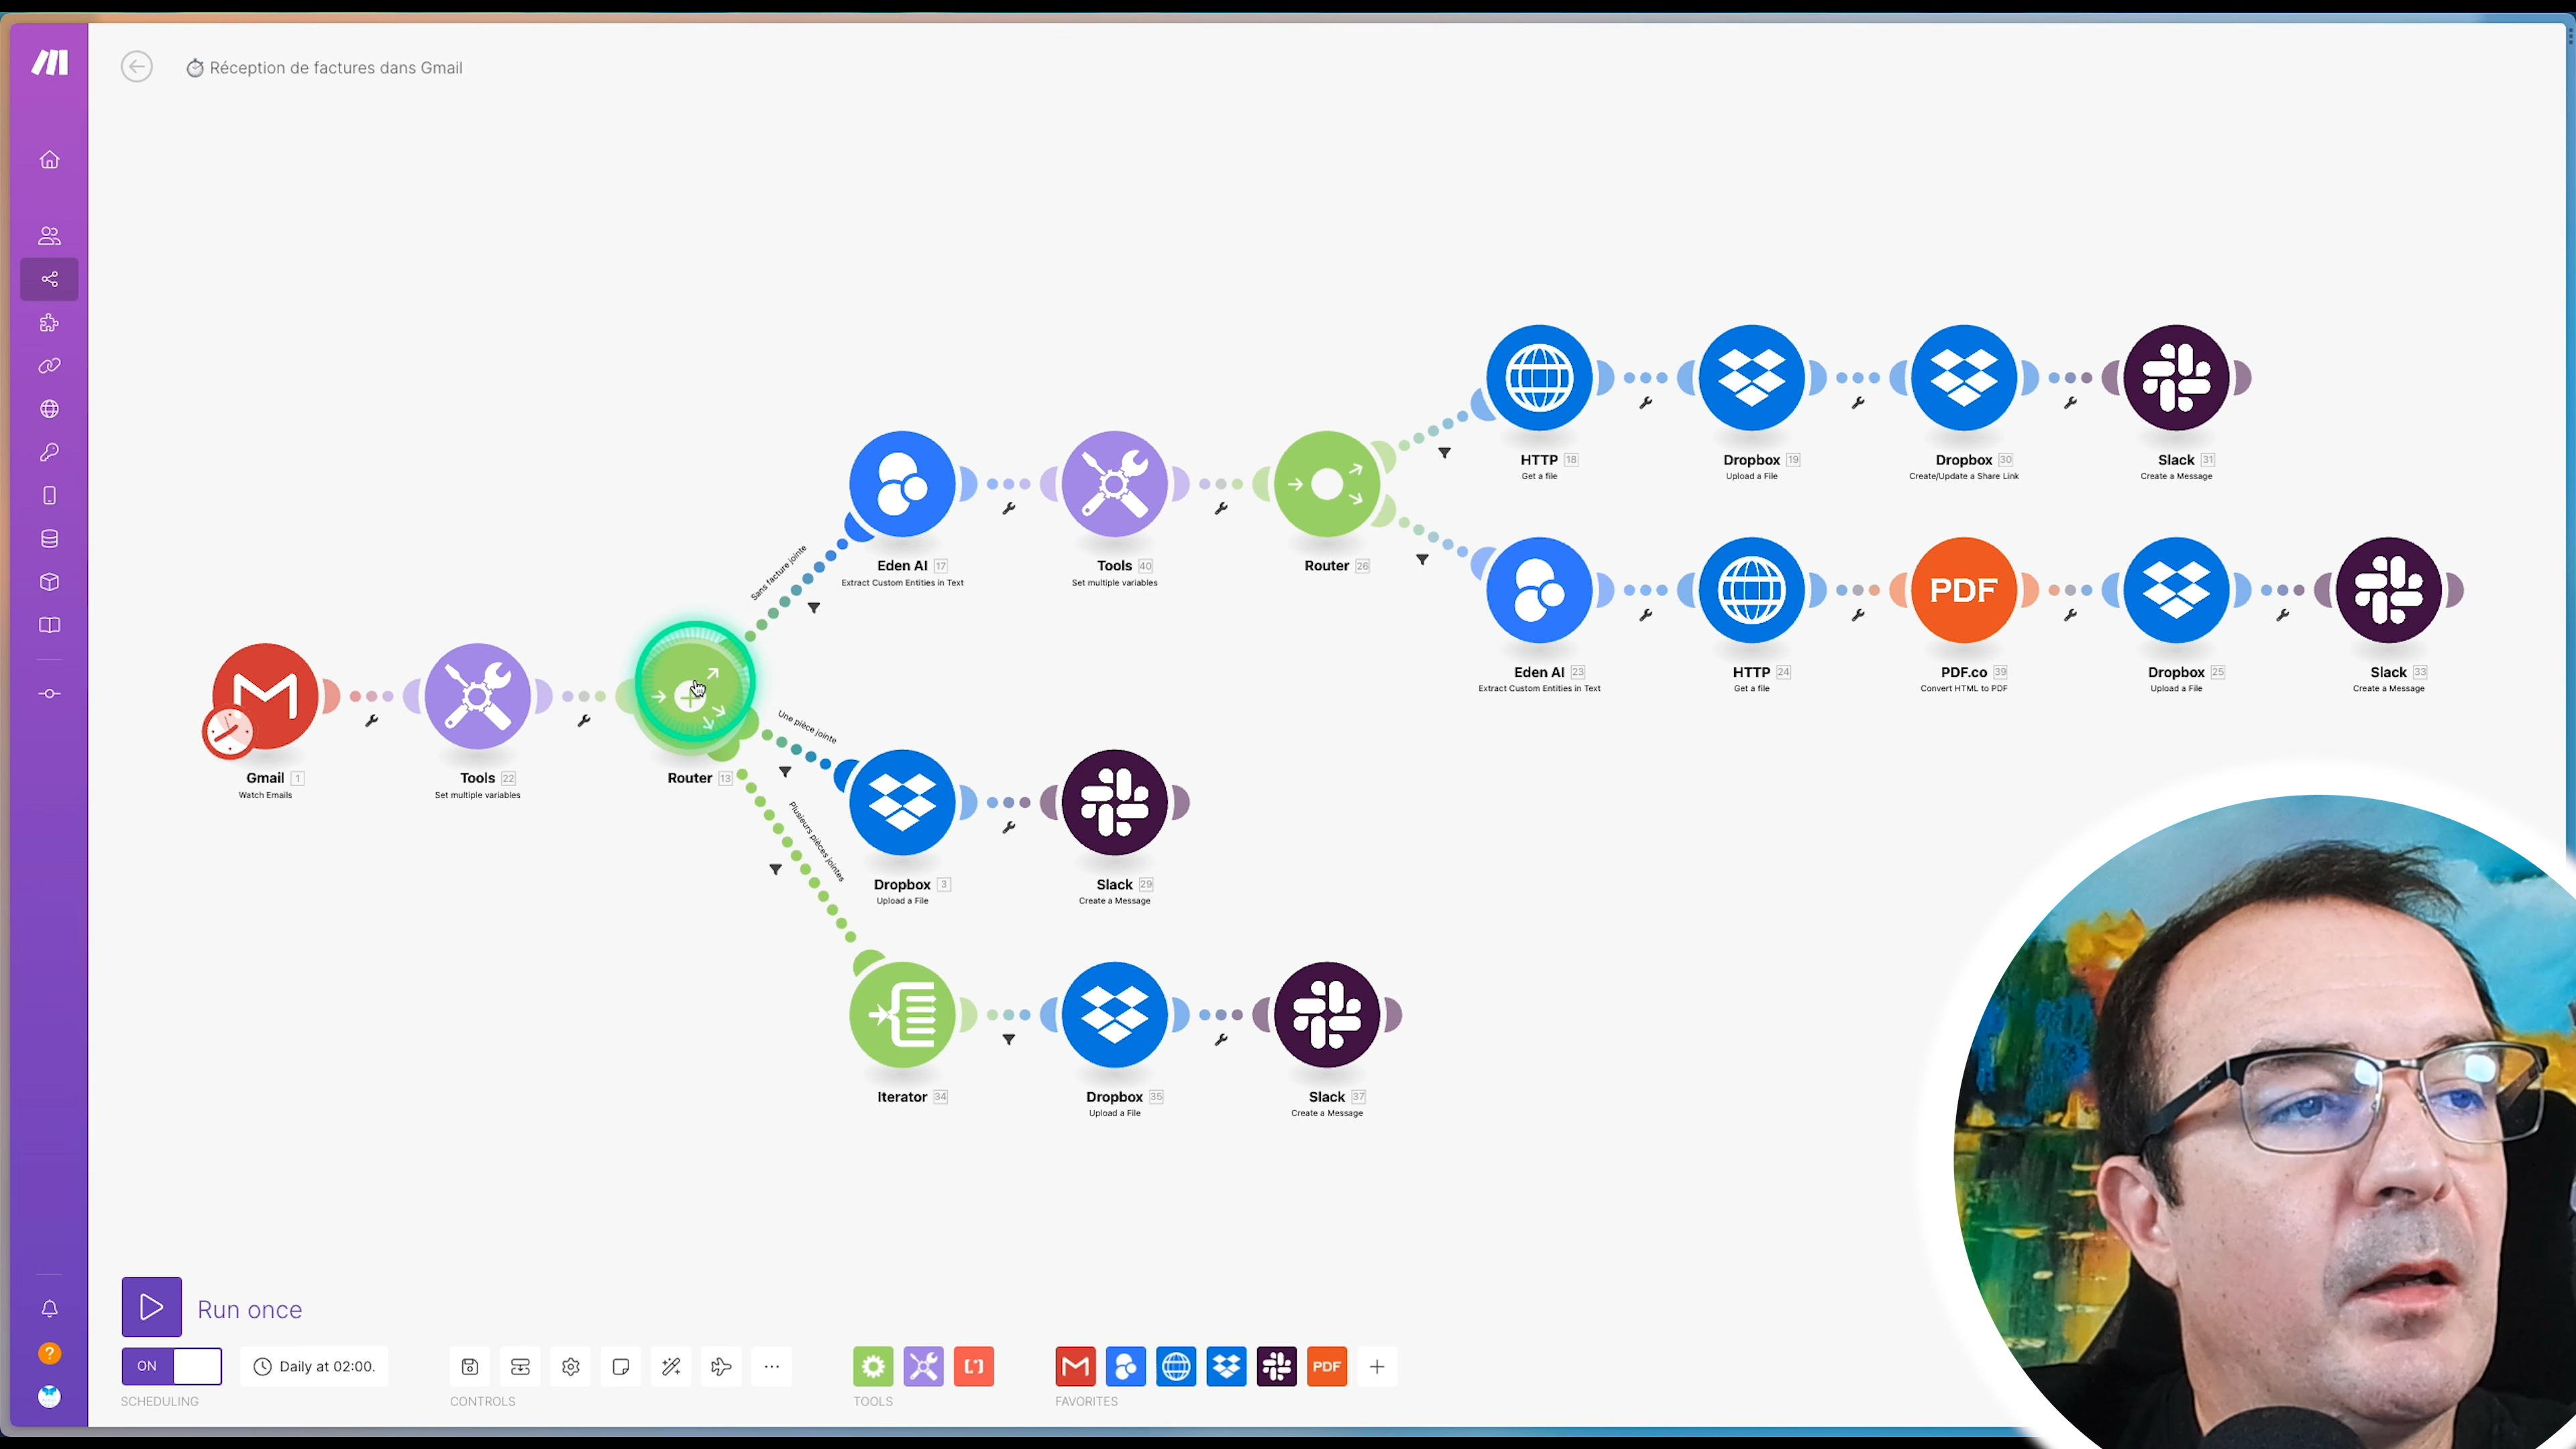 Réception de factures dans Gmail
HTTP 18
Get a file
Dropbox 19
Upload a File
Dropbox 30
Create/Update a Share Link
Slack 31
Create a Message
Sans facture jointe
Eden AI 17
Extract Custom Entities in Text
Tools 40
Set multiple variables
Router 26
PDF
Eden AI 23
Extract Custom Entities in Text
HTTP 24
Get a file
PDF.co 39
Convert HTML to PDF
Dropbox 25
Upload a File
Slack 33
Create a Message
Gmail 1
Watch Emails
Tools 22
Set multiple variables
Router 13
Une pièce jointe
Plusieurs pièces jointes
Dropbox 3
Upload a File
Slack 29
Create a Message
Iterator 34
Dropbox 35
Upload a File
Slack 37
Create a Message
Run once
ON
Daily at 02:00.
PDF
SCHEDULING
CONTROLS
TOOLS
FAVORITES
?